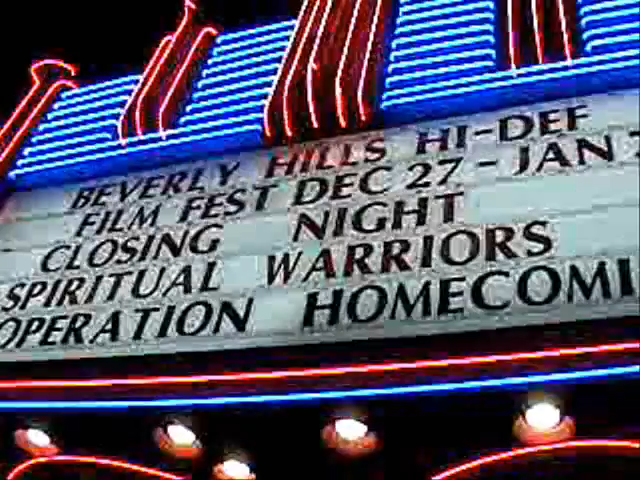 BEVERLY HILLS HI-DEF
FILM FEST DEC 27 - JAN
CLOSING NIGHT
SPIRITUAL WARRIORS
OPERATION HOMECOMI